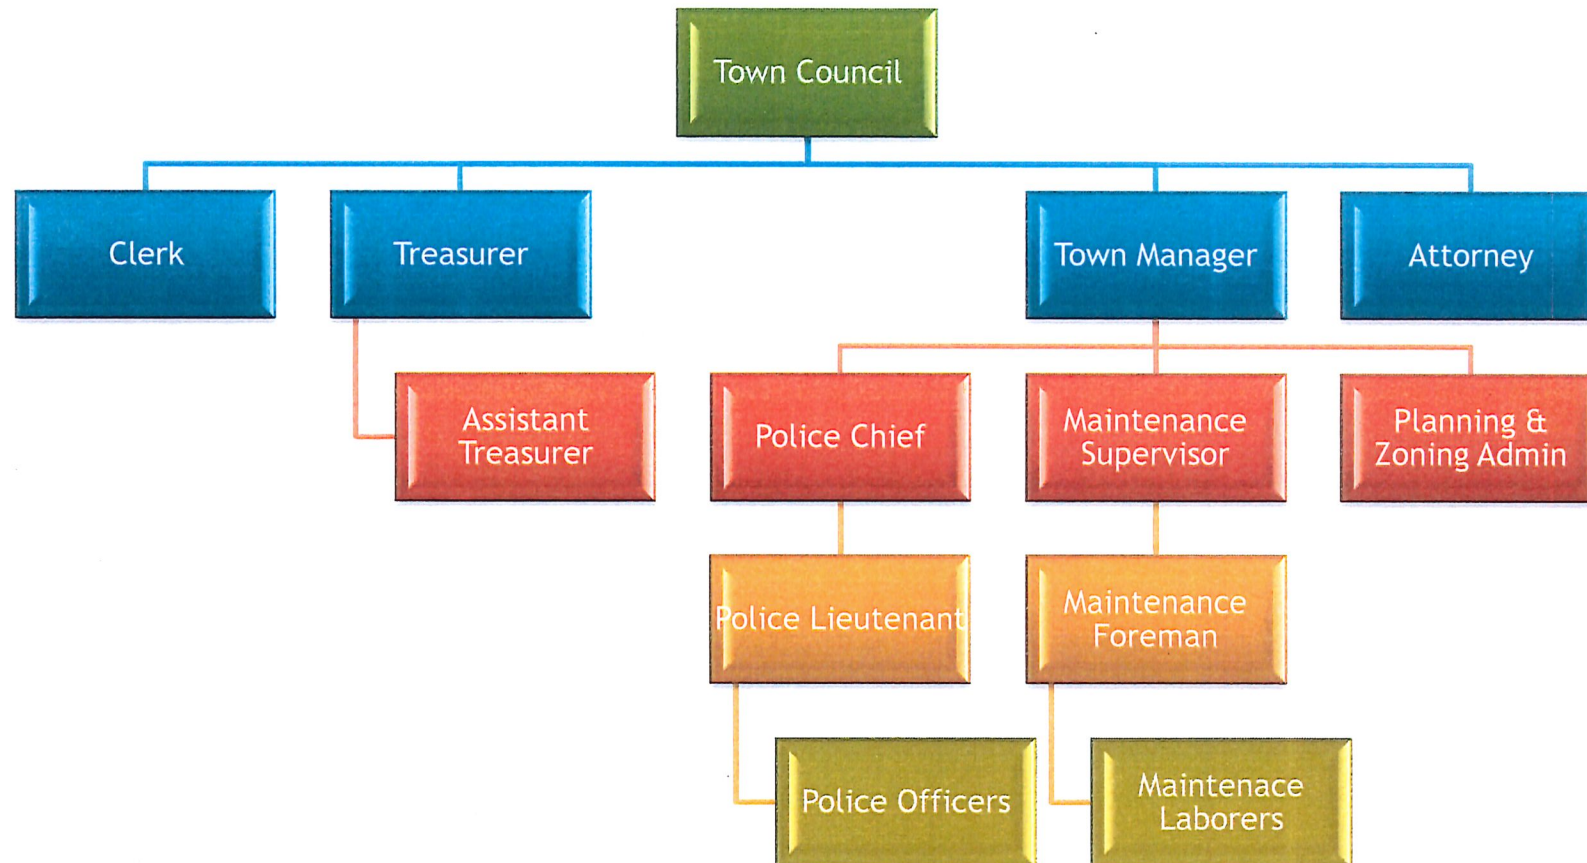 Town Council
Clerk
Treasurer
Town Manager
Attorney
Assistant
Treasurer
Police Chief
Maintenance
Supervisor
Planning &
Zoning Admin
Police Lieutenant
Maintenance
Foreman
Police Officers
Maintenace
Laborers